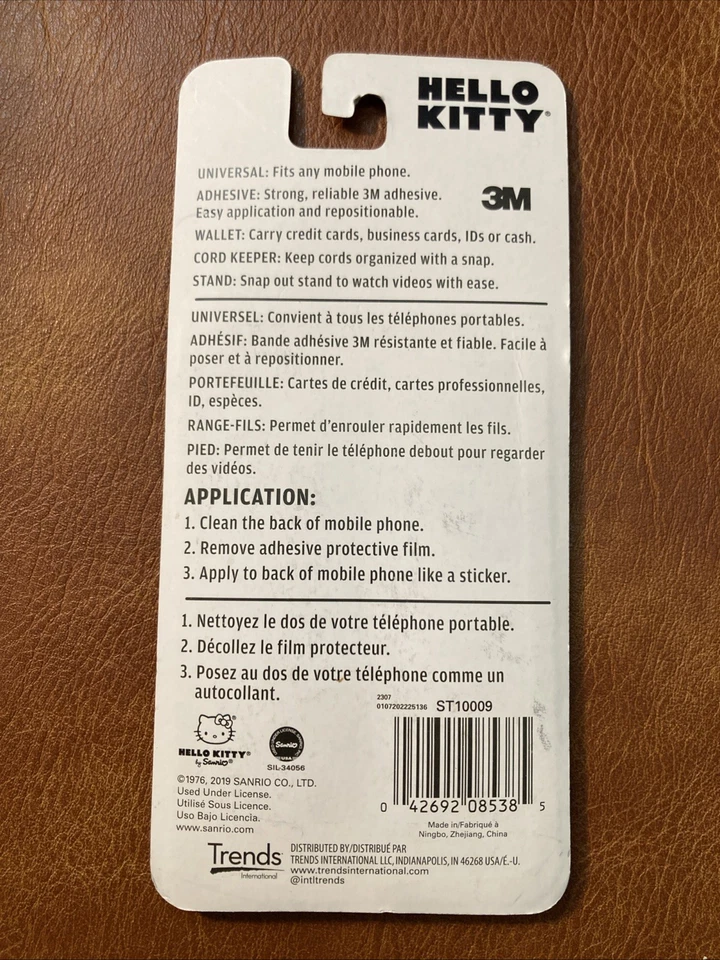 HELLO
KITTY®
UNIVERSAL: Fits any mobile phone.
ADHESIVE: Strong, reliable 3M adhesive.
Easy application and repositionable.
3M
WALLET: Carry credit cards, business cards, IDs or cash.
CORD KEEPER: Keep cords organized with a snap.
STAND: Snap out stand to watch videos with ease.
UNIVERSEL: Convient à tous les téléphones portables.
ADHÉSIF: Bande adhésive 3M résistante et fiable. Facile à
poser et à repositionner.
PORTEFEUILLE: Cartes de crédit, cartes professionnelles,
ID, espèces.
RANGE-FILS: Permet d'enrouler rapidement les fils.
PIED: Permet de tenir le téléphone debout pour regarder
des vidéos.
APPLICATION:
1. Clean the back of mobile phone.
2. Remove adhesive protective film.
3. Apply to back of mobile phone like a sticker.
1. Nettoyez le dos de votre téléphone portable.
2. Décollez le film protecteur.
3. Posez au dos de votre téléphone comme un
autocollant.
2307
0107202225136 ST10009
HELLO KITTY®
by Sanrio®
Sanrio
USA
SIL-34056
©1976, 2019 SANRIO CO., LTD.
Used Under License.
Utilisé Sous Licence.
Uso Bajo Licencia.
www.sanrio.com
0 42692 08538 5
Made in/Fabriqué à
Ningbo, Zhejiang, China
Trends
International
DISTRIBUTED BY/DISTRIBUÉ PAR
TRENDS INTERNATIONAL LLC, INDIANAPOLIS, IN 46268 USA/É.-U.
www.trendsinternational.com
@intltrends